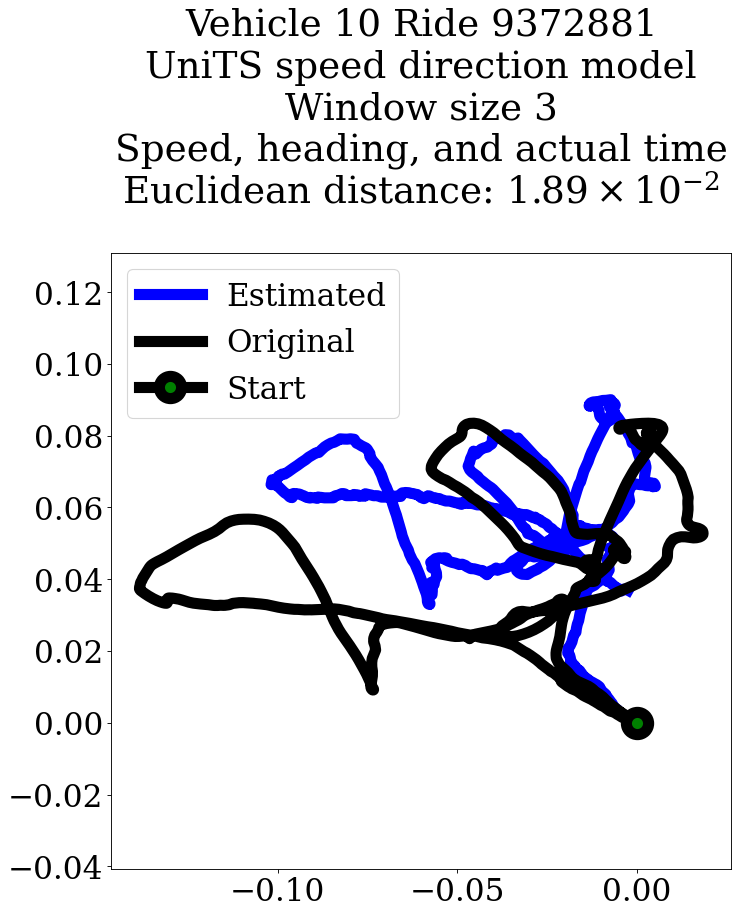 Vehicle 10 Ride 9372881
UniTS speed direction model
Window size 3
Speed, heading, and actual time
Euclidean distance: 1.89 × 10⁻²
Estimated
Original
Start
0.12
0.10
0.08
0.06
0.04
0.02
0.00
−0.02
−0.04
−0.10
−0.05
0.00